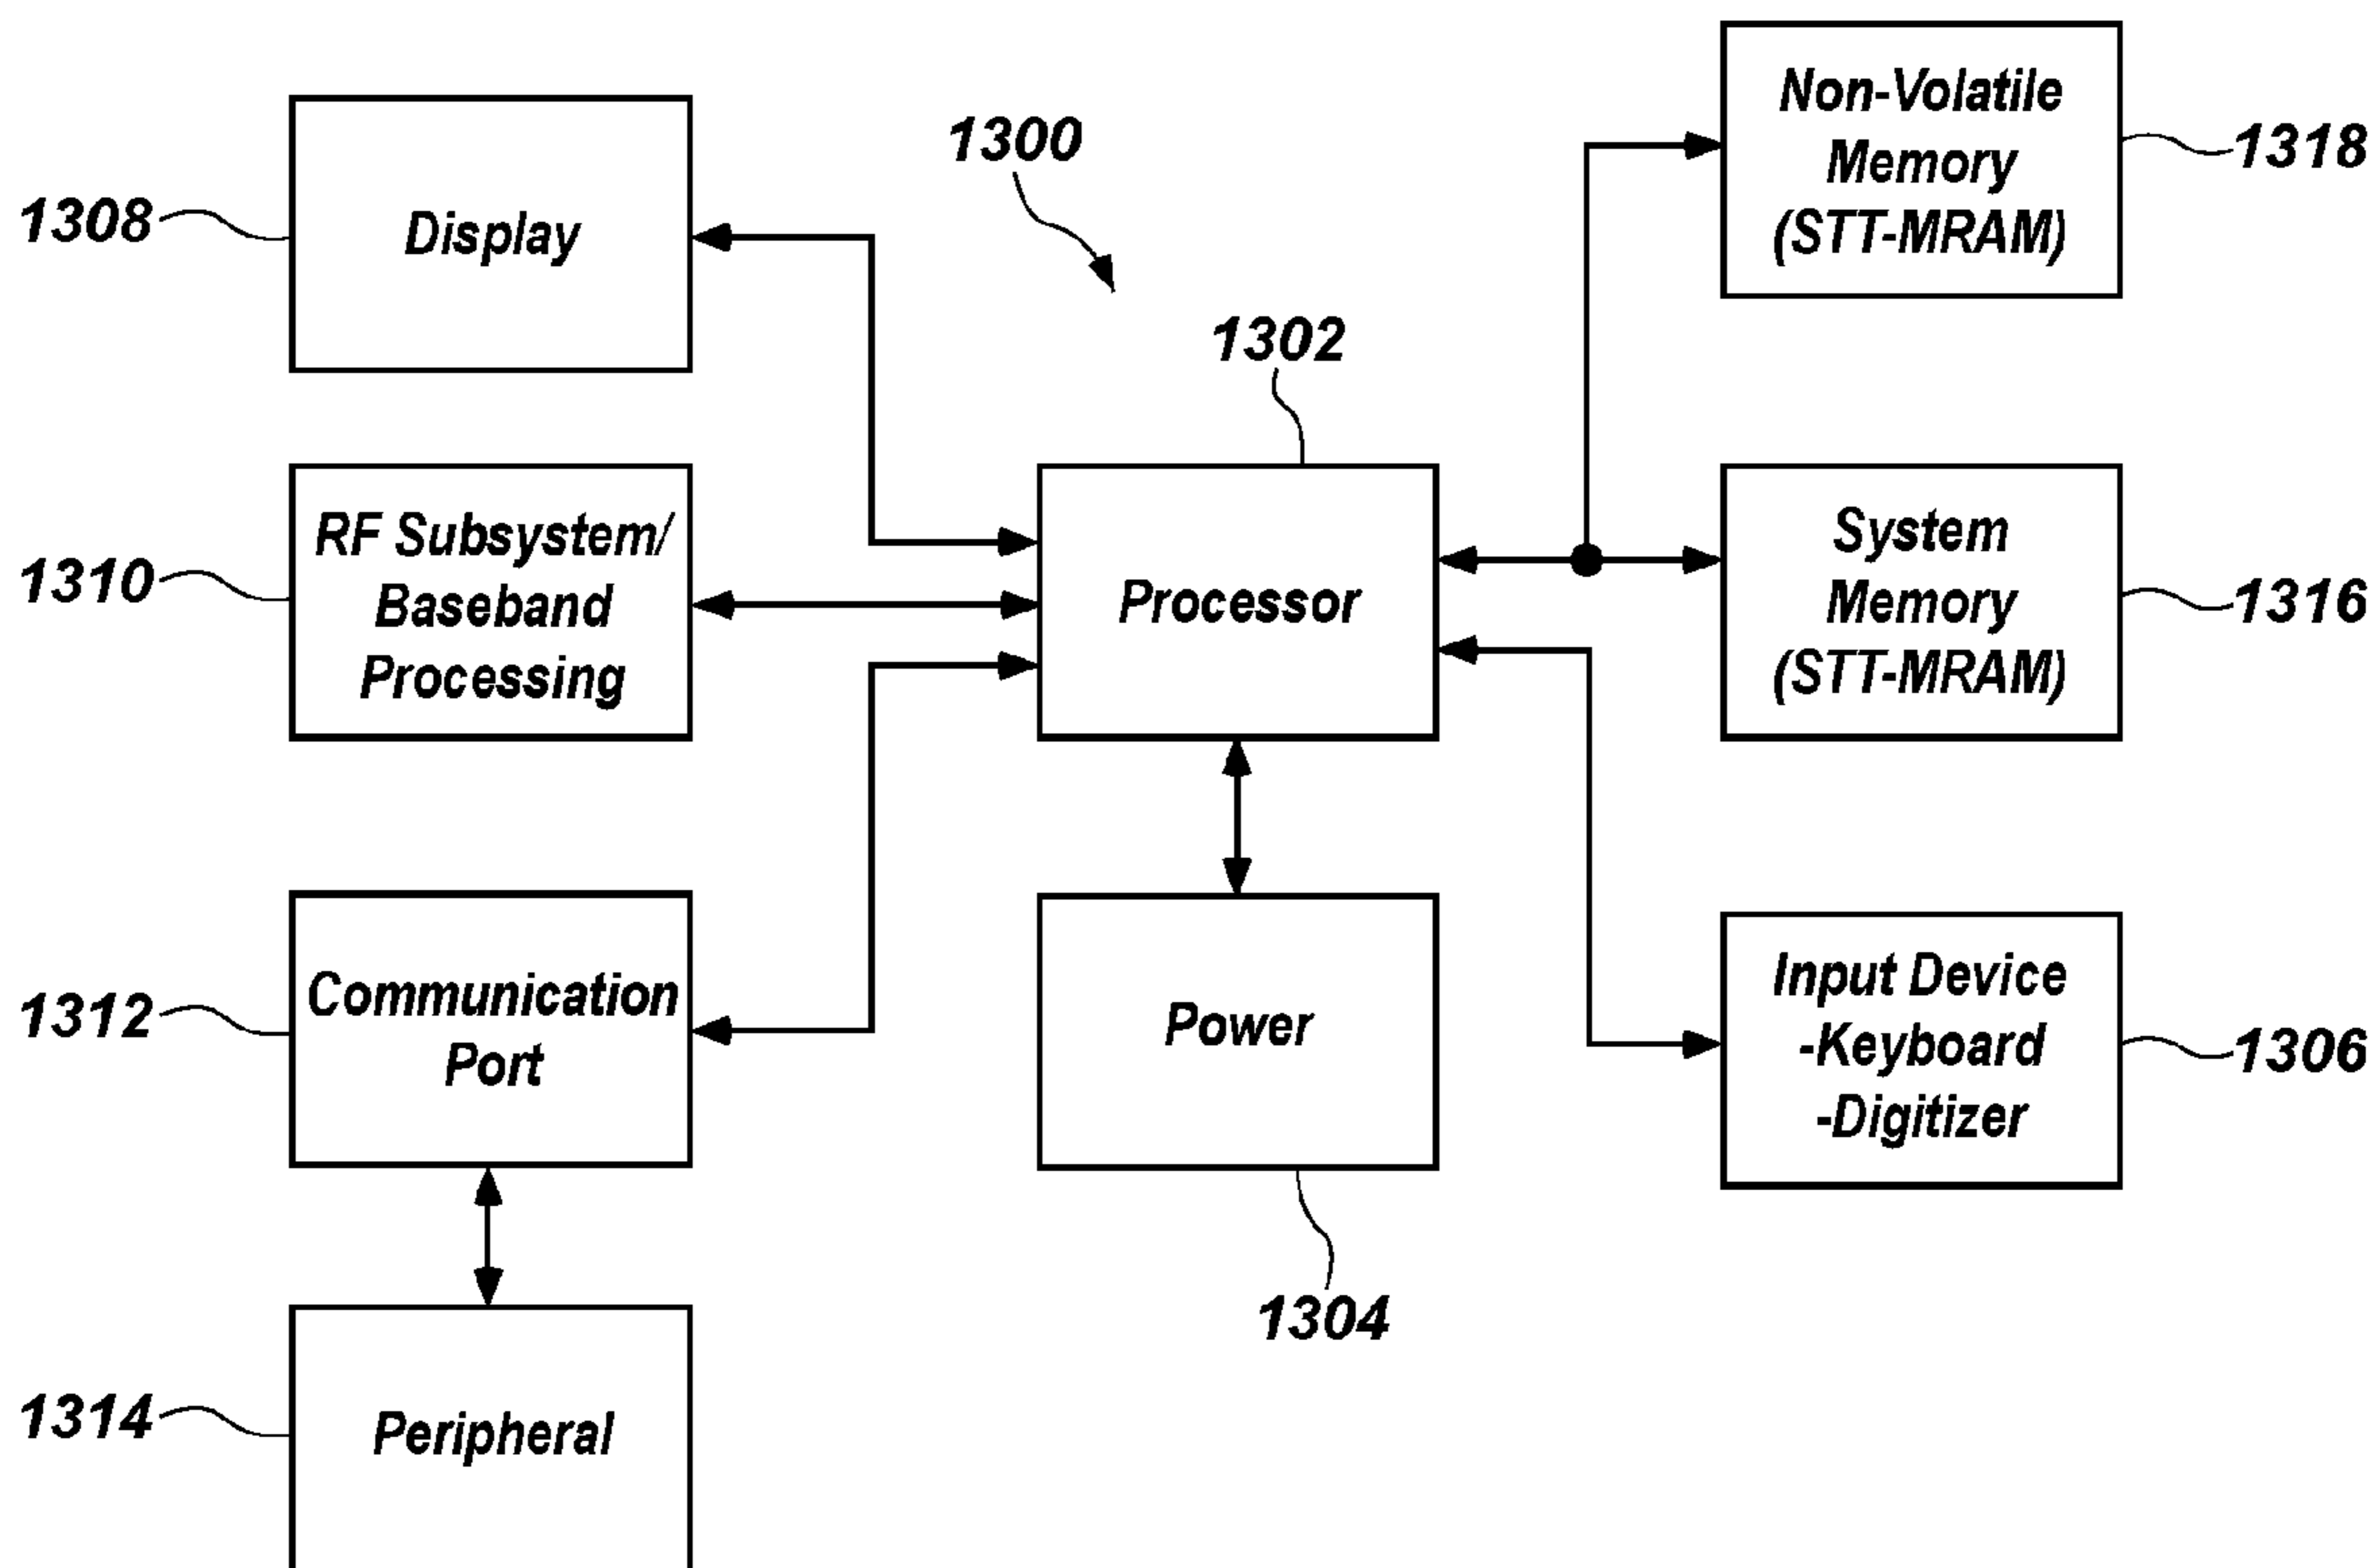 1300
1308
Display
1310
RF Subsystem/
Baseband
Processing
1312
Communication
Port
1314
Peripheral
1302
Processor
Power
1304
Non-Volatile
Memory
(STT-MRAM)
1318
System
Memory
(STT-MRAM)
1316
Input Device
-Keyboard
-Digitizer
1306